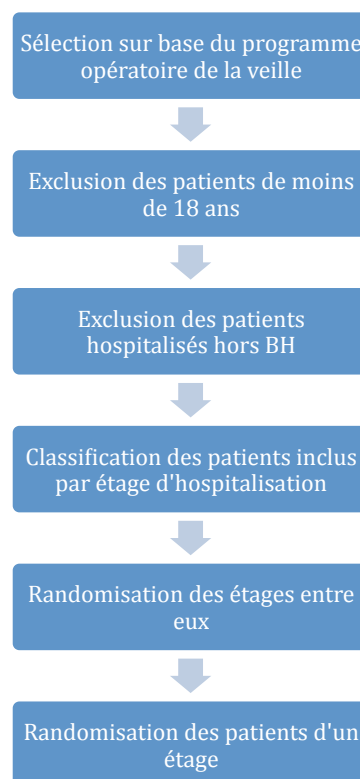 Sélection sur base du programme
opératoire de la veille
Exclusion des patients de moins
de 18 ans
Exclusion des patients
hospitalisés hors BH
Classification des patients inclus
par étage d'hospitalisation
Randomisation des étages entre
eux
Randomisation des patients d'un
étage